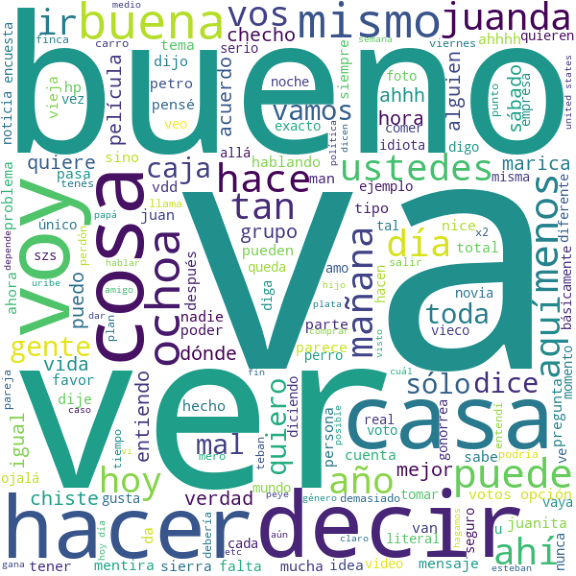 medio
ir
buena
vos
mismo
juanda
checho
quieren
semana
finca
carro
tema
serio
dijo
ahhhh
viernes
noticia encuesta
bueno
hp
vieja
vez
petro
película
noche
acuerdo
vamos
siempre
foto
ahhh
alguien
punto
sábado
empresa
united states
pensé
veo
exacto
hora
comer
idiota
digo
política
dicen
sino
allá
hablando
ustedes
marica
misma
quiere
pasa
tenés
caja
hace
man
ejemplo
problema
voy
cosa
vdd
llama
tan
tipo
tal
nice
x2
aquí
menos
diferente
básicamente
único
papá
juan
grupo
día
total
depende
perdón
szs
ochoa
pueden
mañana
salir
hablar
después
queda
amo
hacen
novia
ahora
uribe
puedo
amigo
diga
hijo
toda
momento
dar
plan
nadie
plata
parte
vieco
gente
poder
comprar
parece
va
vida
dónde
perro
visto
cuál
favor
fin
sólo
dice
pareja
dije
ver
hecho
diciendo
quiero
real
casa
pregunta
caso
entiendo
persona
voto
gonorrea
entendí
igual
tiempo
vi
mal
teban
posible
cuenta
sabe
ve
mero
mundo
mejor
podría
ojalá
hoy
año
puede
chiste
gusta
verdad
peye
género
demasiado
tomar
votos opción
vaya
da
debería
aún
van
u
juanita
hacer
hoy día
cada
decir
claro
literal
hagamos
seguro
ahí
nunca
etc
gana
tener
mentira
sierra
falta
mucha
idea
video
mensaje
esteban